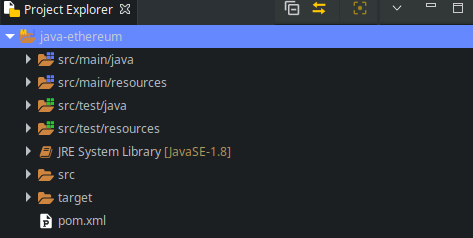 Project Explorer
java-ethereum
src/main/java
src/main/resources
src/test/java
src/test/resources
JRE System Library [JavaSE-1.8]
src
target
pom.xml